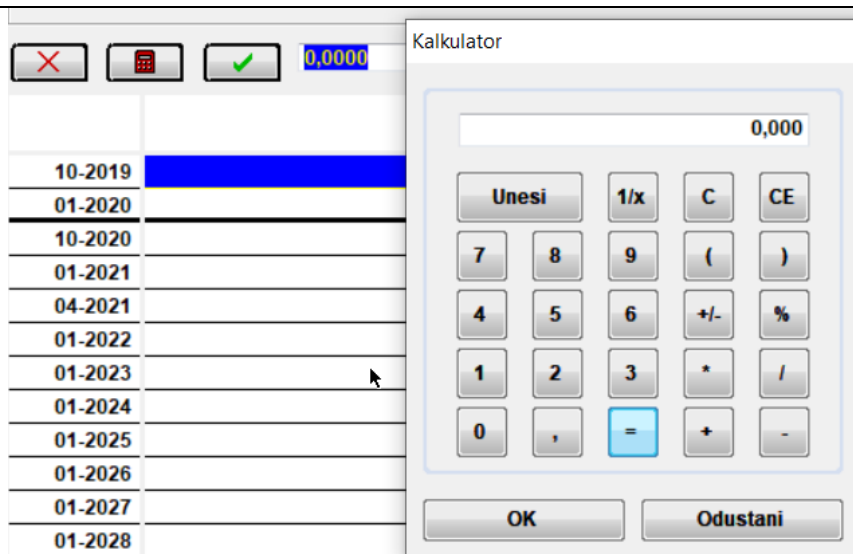 0,0000
10-2019
01-2020
10-2020
01-2021
04-2021
01-2022
01-2023
01-2024
01-2025
01-2026
01-2027
01-2028
Kalkulator
0,000
Unesi 1/x C CE
7 8 9 ( )
4 5 6 +/- %
1 2 3 * /
0 , = + -
OK Odustani